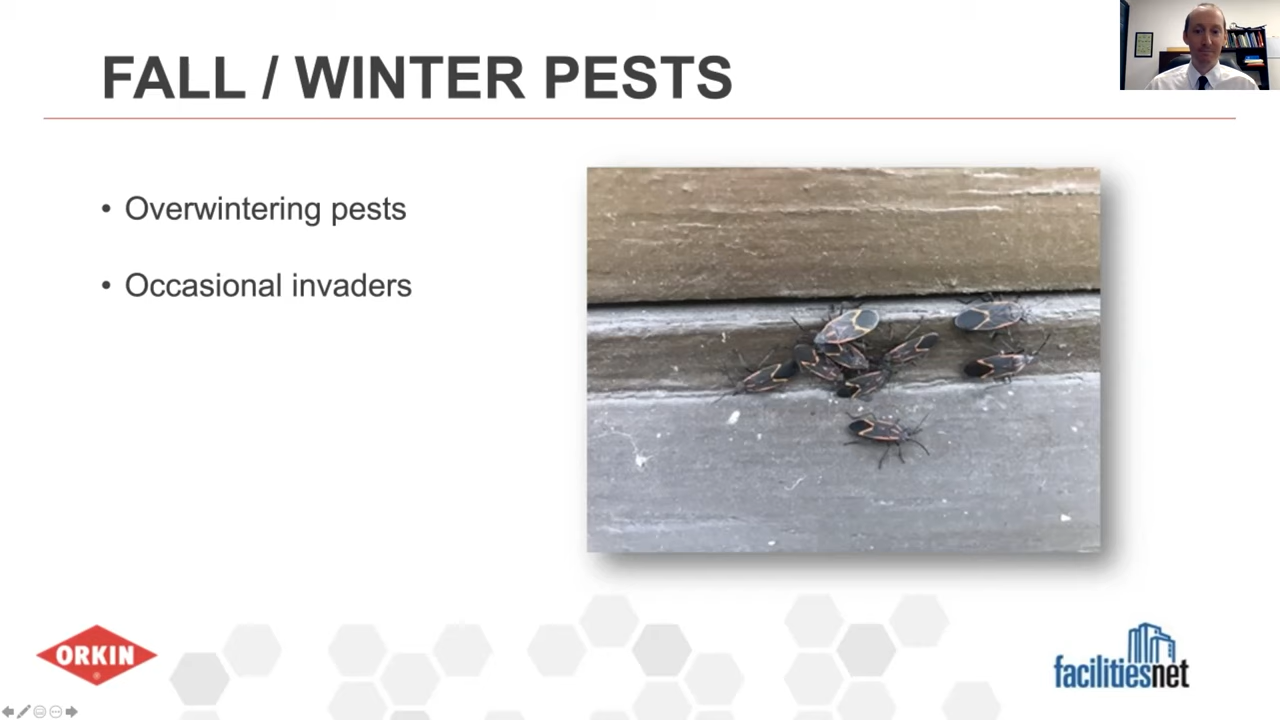 FALL / WINTER PESTS
• Overwintering pests
• Occasional invaders
ORKIN
®
facilitiesnet